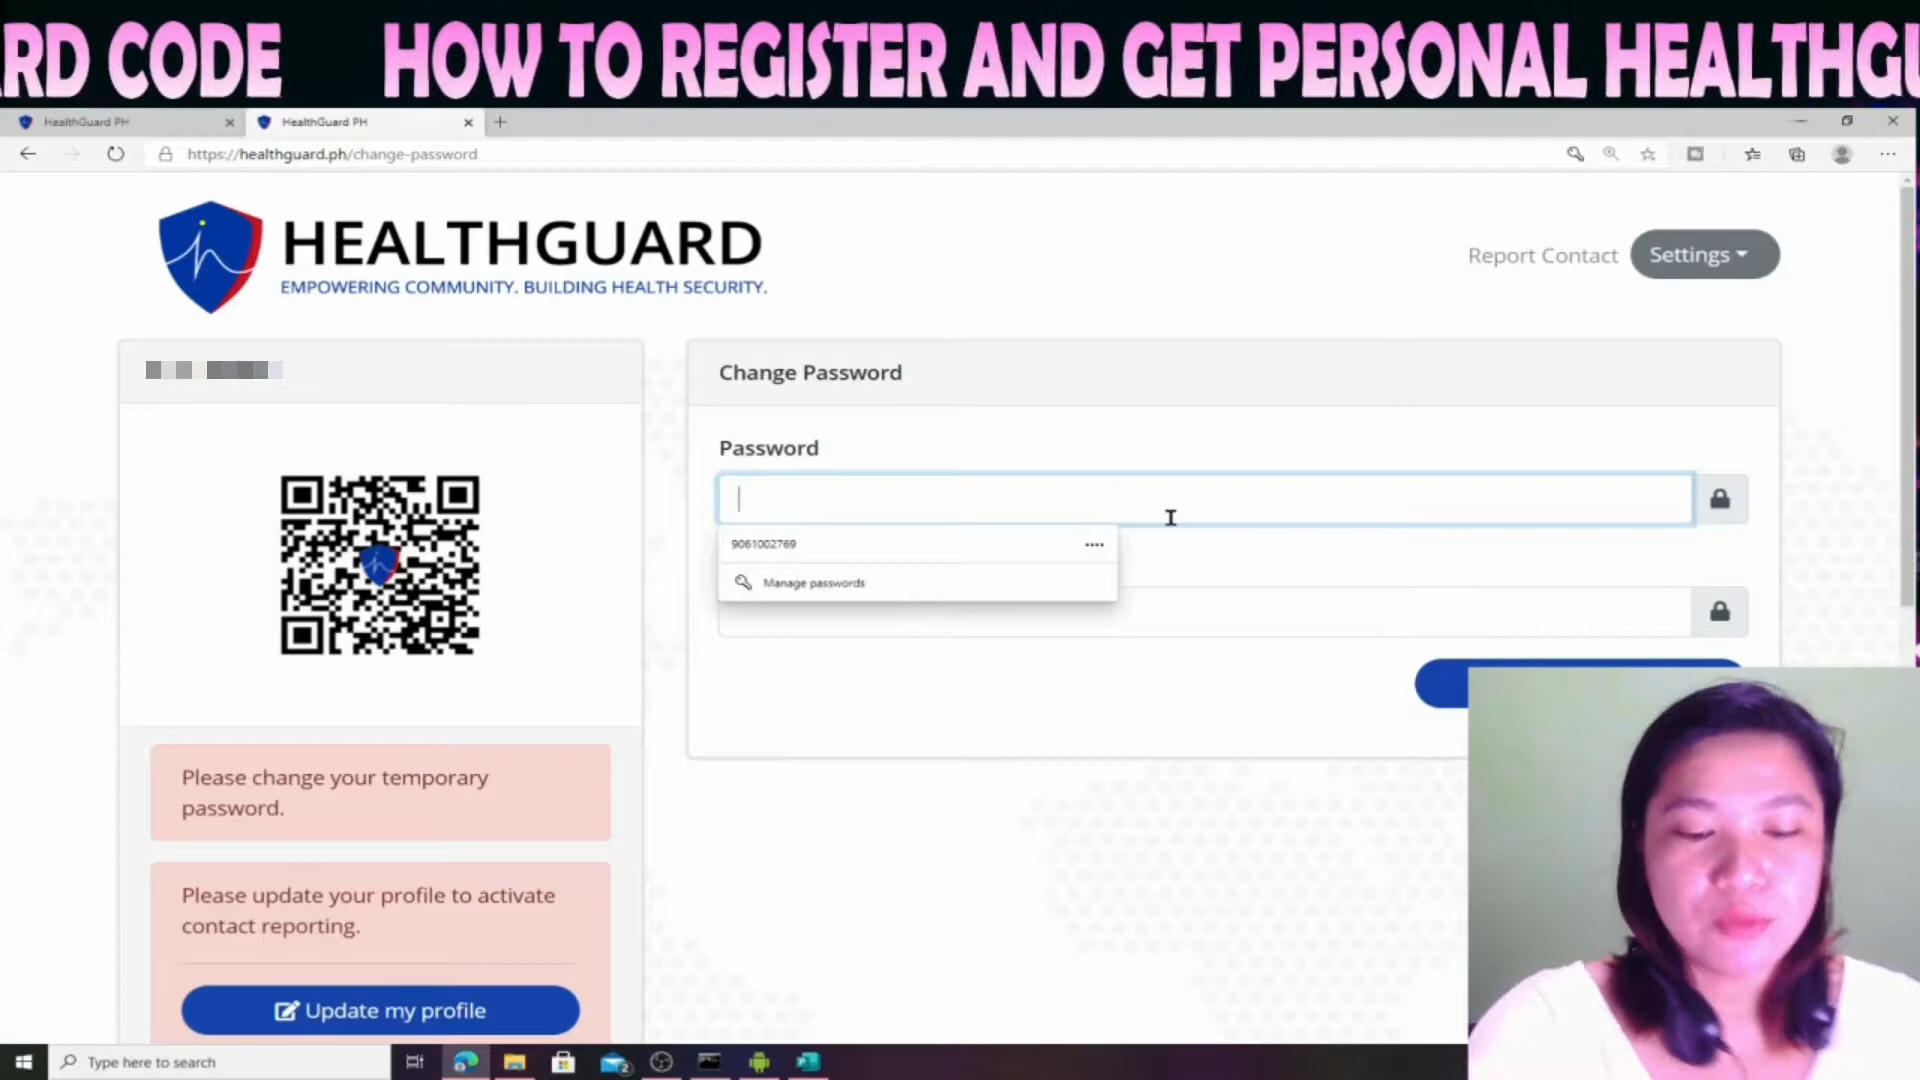 RD CODE HOW TO REGISTER AND GET PERSONAL HEALTHGU
HealthGuard PH
HealthGuard PH
https://healthguard.ph/change-password
HEALTHGUARD
EMPOWERING COMMUNITY. BUILDING HEALTH SECURITY.
Report Contact
Settings
Change Password
Password
9061002769
••••
Manage passwords
Please change your temporary
password.
Please update your profile to activate
contact reporting.
Update my profile
Type here to search
2